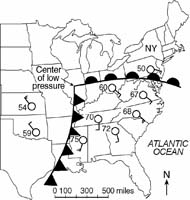 NY
Center
of low
pressure
50
60
67
54
68
70
72
59
75
ATLANTIC
OCEAN
0 100 300 500 miles
N